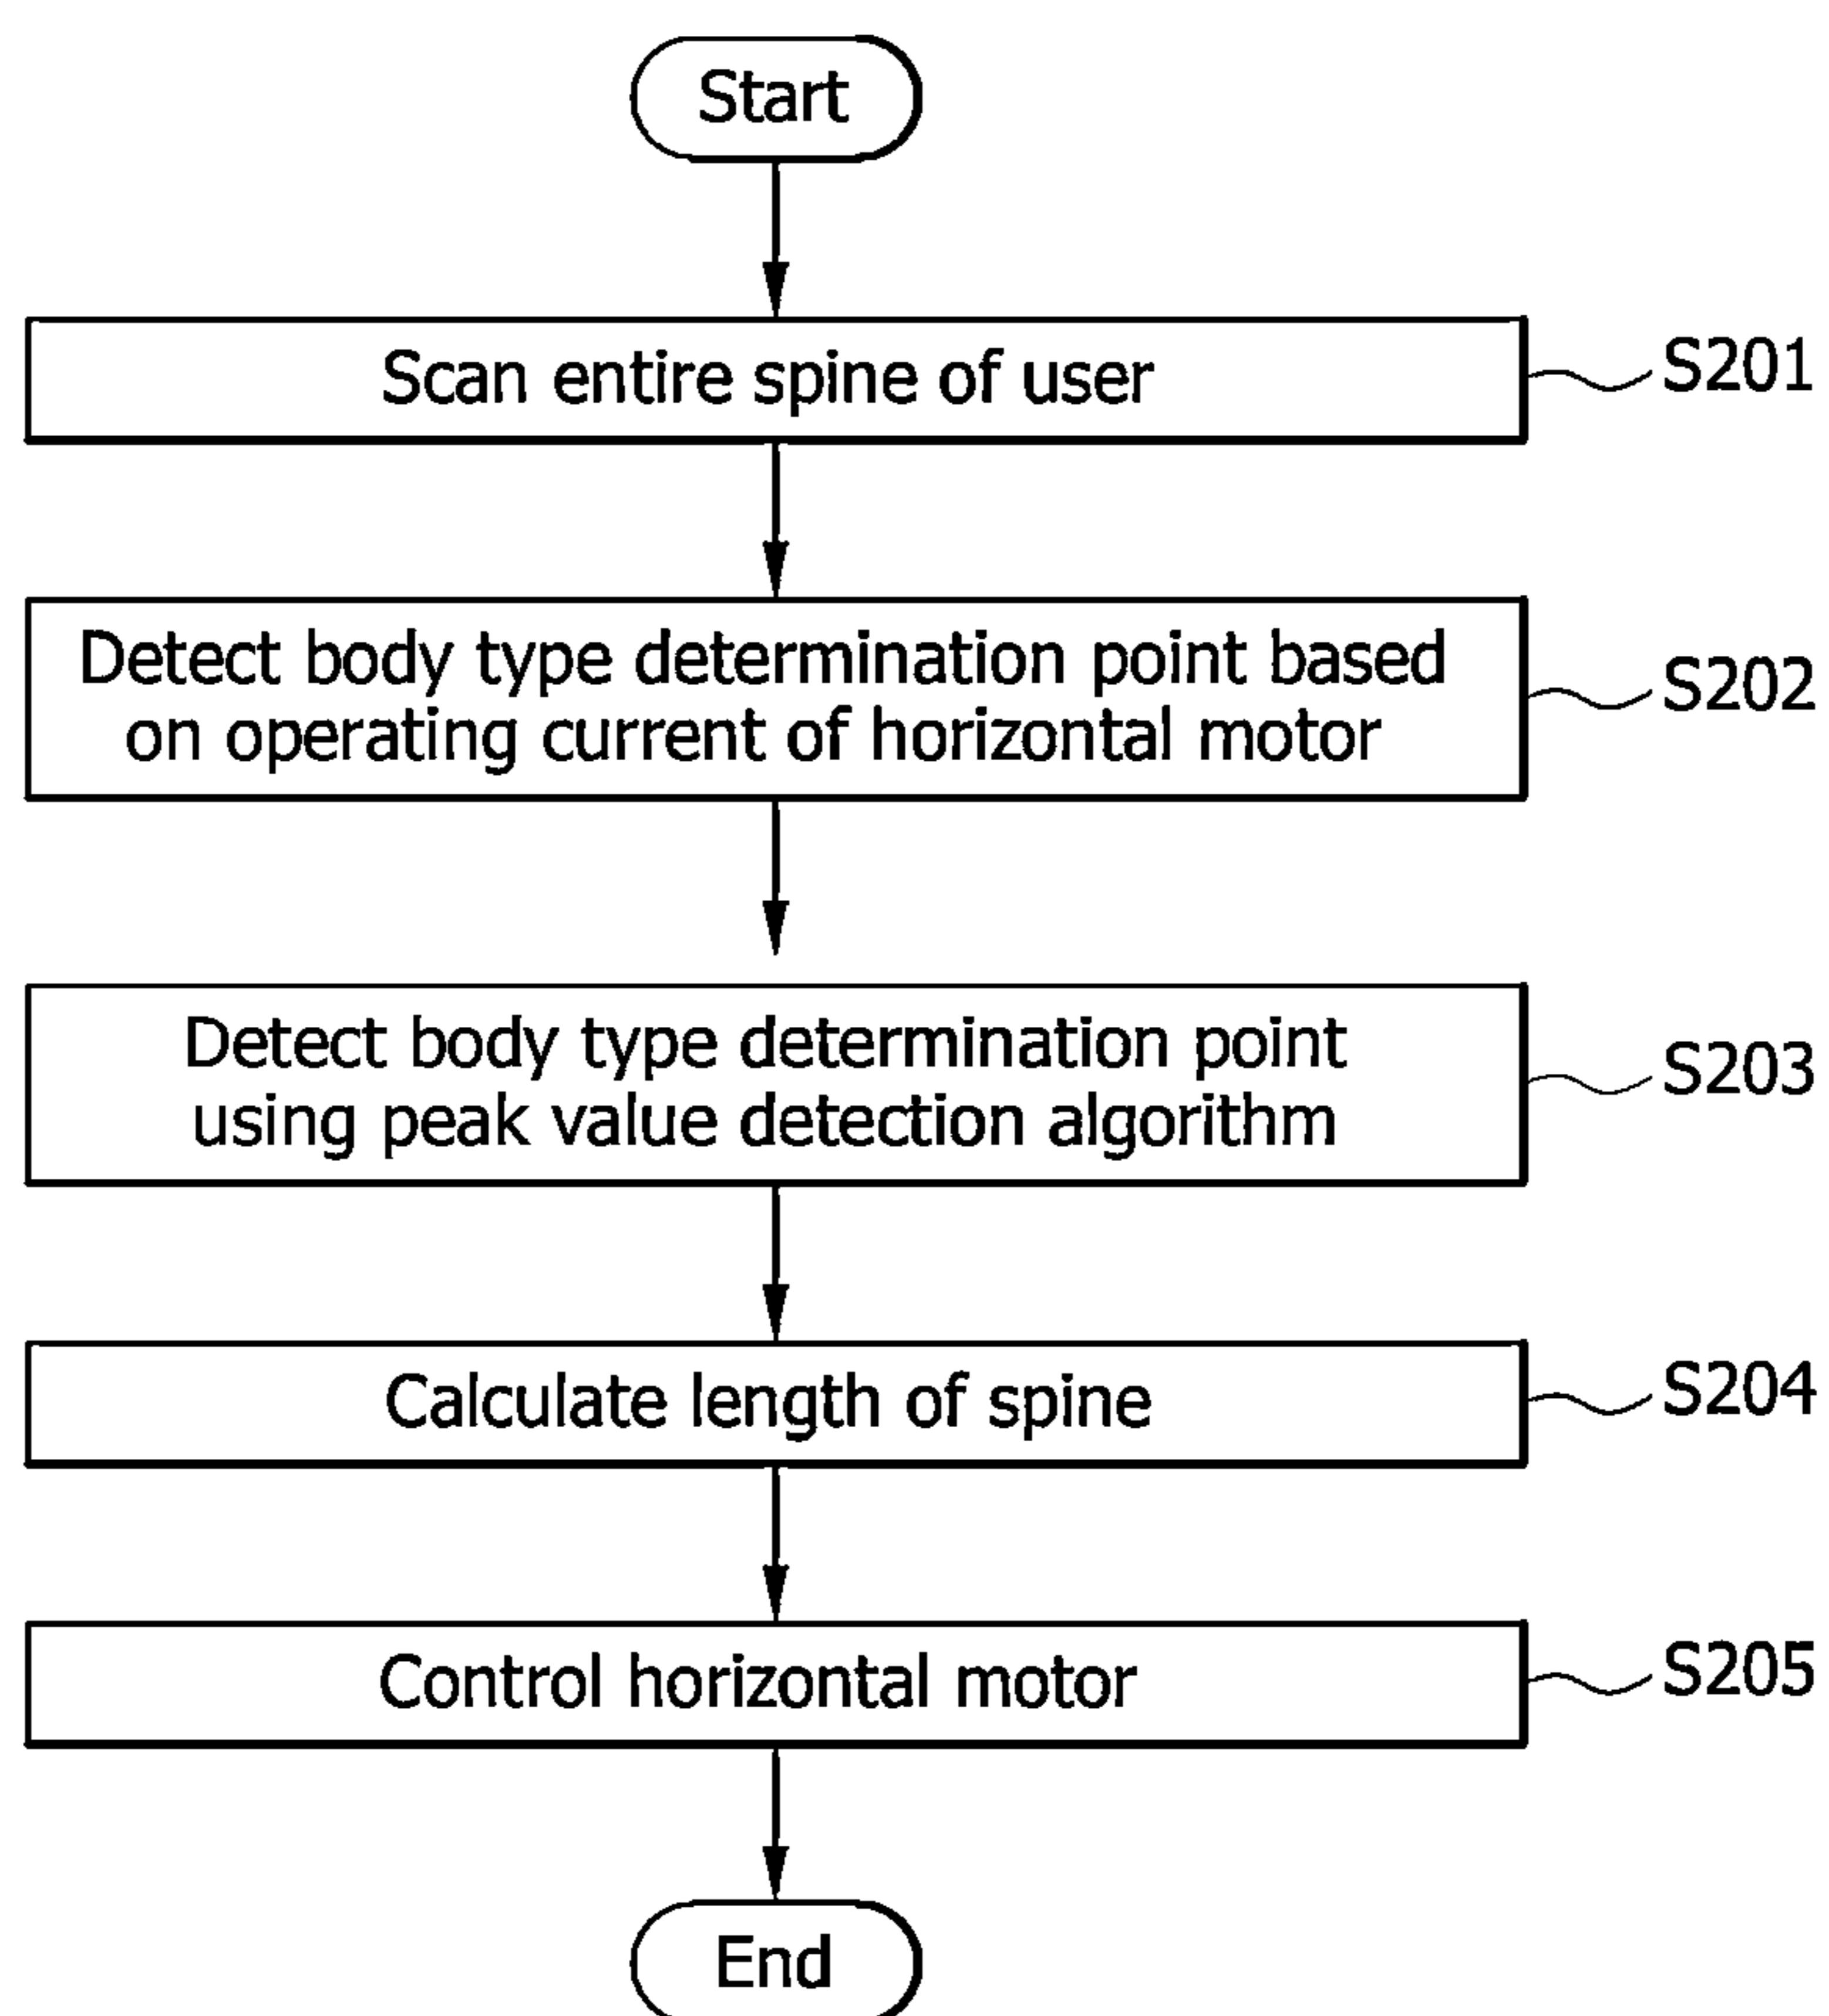 Start
Scan entire spine of user
S201
Detect body type determination point based
on operating current of horizontal motor
S202
Detect body type determination point
using peak value detection algorithm
S203
Calculate length of spine
S204
Control horizontal motor
S205
End